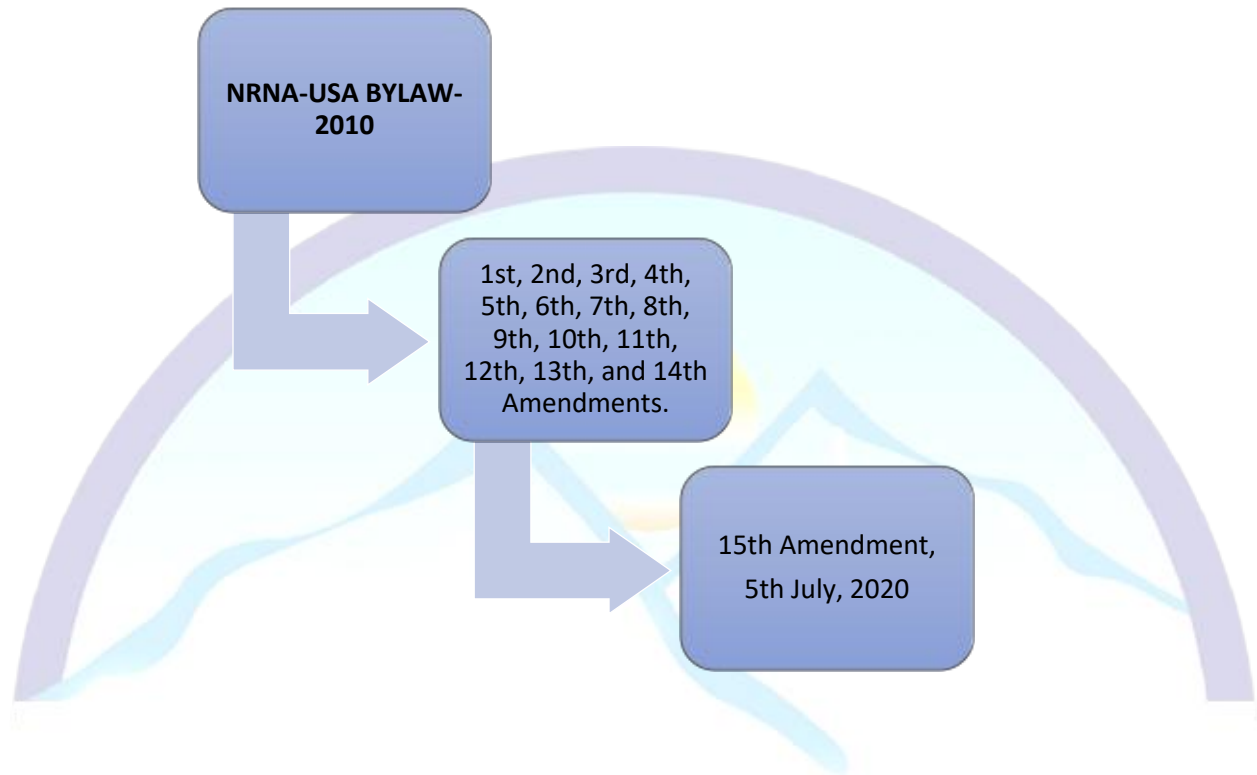 NRNA-USA BYLAW-
2010
1st, 2nd, 3rd, 4th,
5th, 6th, 7th, 8th,
9th, 10th, 11th,
12th, 13th, and 14th
Amendments.
15th Amendment,
5th July, 2020